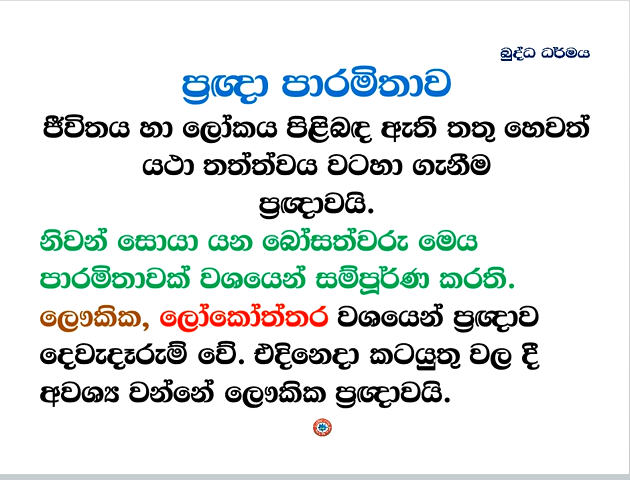 බුද්ධ ධර්මය
ප්‍රඥා පාරමිතාව
ජීවිතය හා ලෝකය පිළිබඳ ඇති තතු හෙවත්
යථා තත්ත්වය වටහා ගැනීම
ප්‍රඥාවයි.
නිවන් සොයා යන බෝසත්වරු මෙය
පාරමිතාවක් වශයෙන් සම්පූර්ණ කරති.
ලෞකික, ලෝකෝත්තර වශයෙන් ප්‍රඥාව
දෙවැදෑරුම් වේ. එදිනෙදා කටයුතු වල දී
අවශ්‍ය වන්නේ ලෞකික ප්‍රඥාවයි.